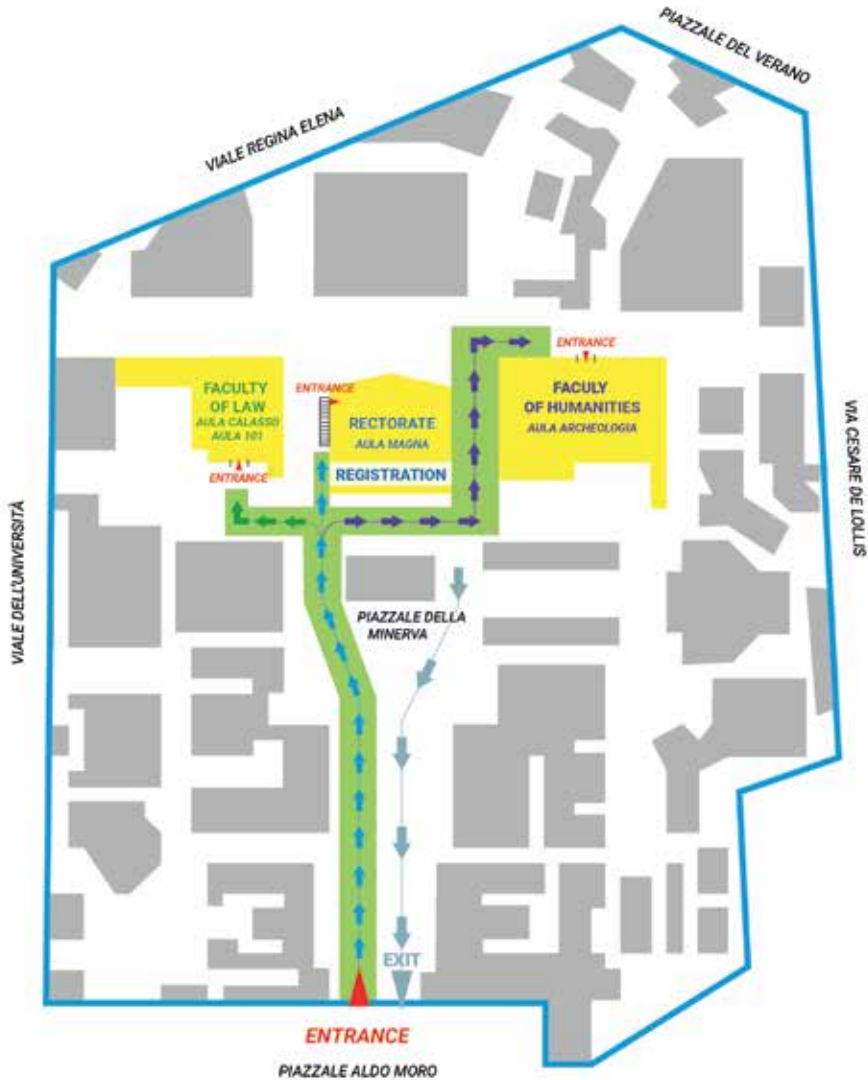 PIAZZALE DEL VERANO
VIALE REGINA ELENA
ENTRANCE
FACULTY
OF LAW
AULA CALASSO
AULA 101
ENTRANCE
ENTRANCE
RECTORATE
AULA MAGNA
REGISTRATION
FACULY
OF HUMANITIES
AULA ARCHEOLOGIA
ENTRANCE
VIA CESARE DE LOLLIS
VIALE DELL'UNIVERSITÀ
PIAZZALE DELLA
MINERVA
EXIT
ENTRANCE
PIAZZALE ALDO MORO